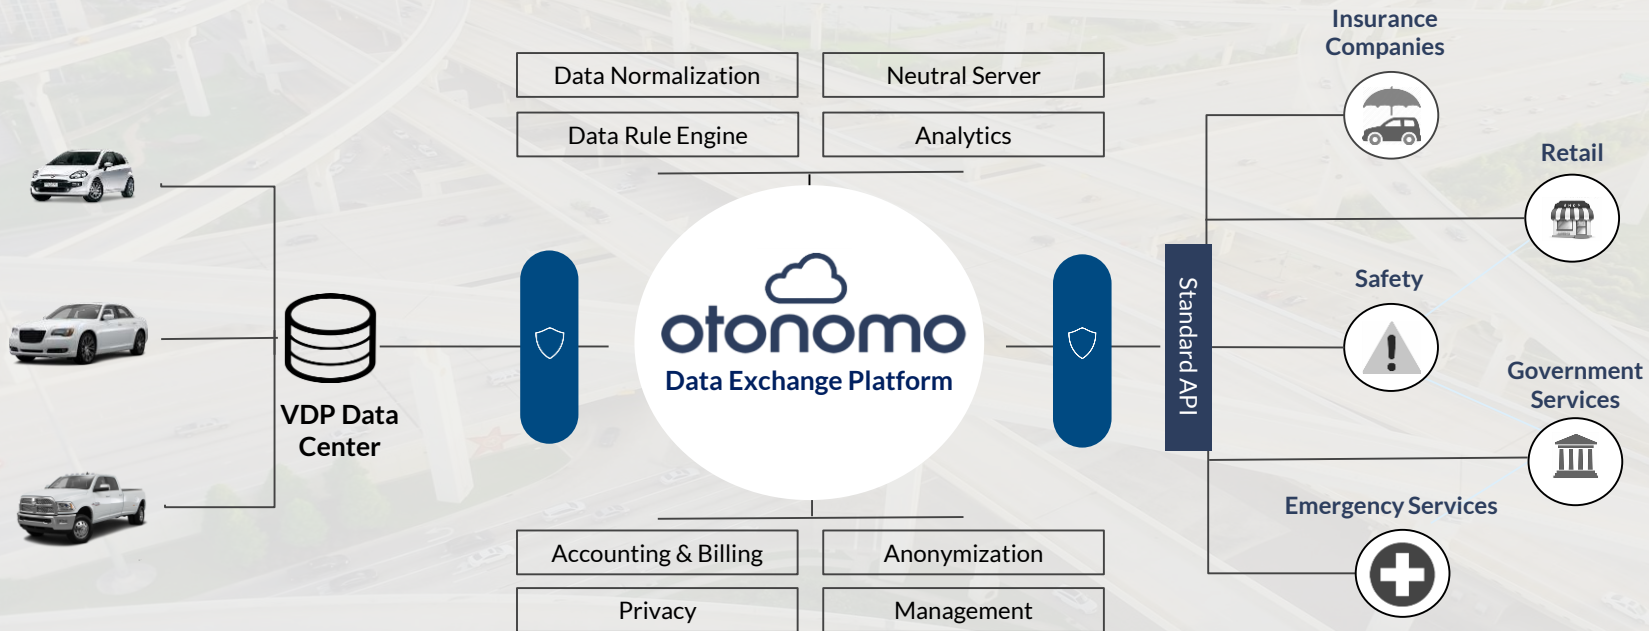 Insurance
Companies
Data Normalization
Neutral Server
Data Rule Engine
Analytics
Retail
Safety
otonomo
Data Exchange Platform
Standard API
VDP Data
Center
Government
Services
Emergency Services
Accounting & Billing
Anonymization
Privacy
Management